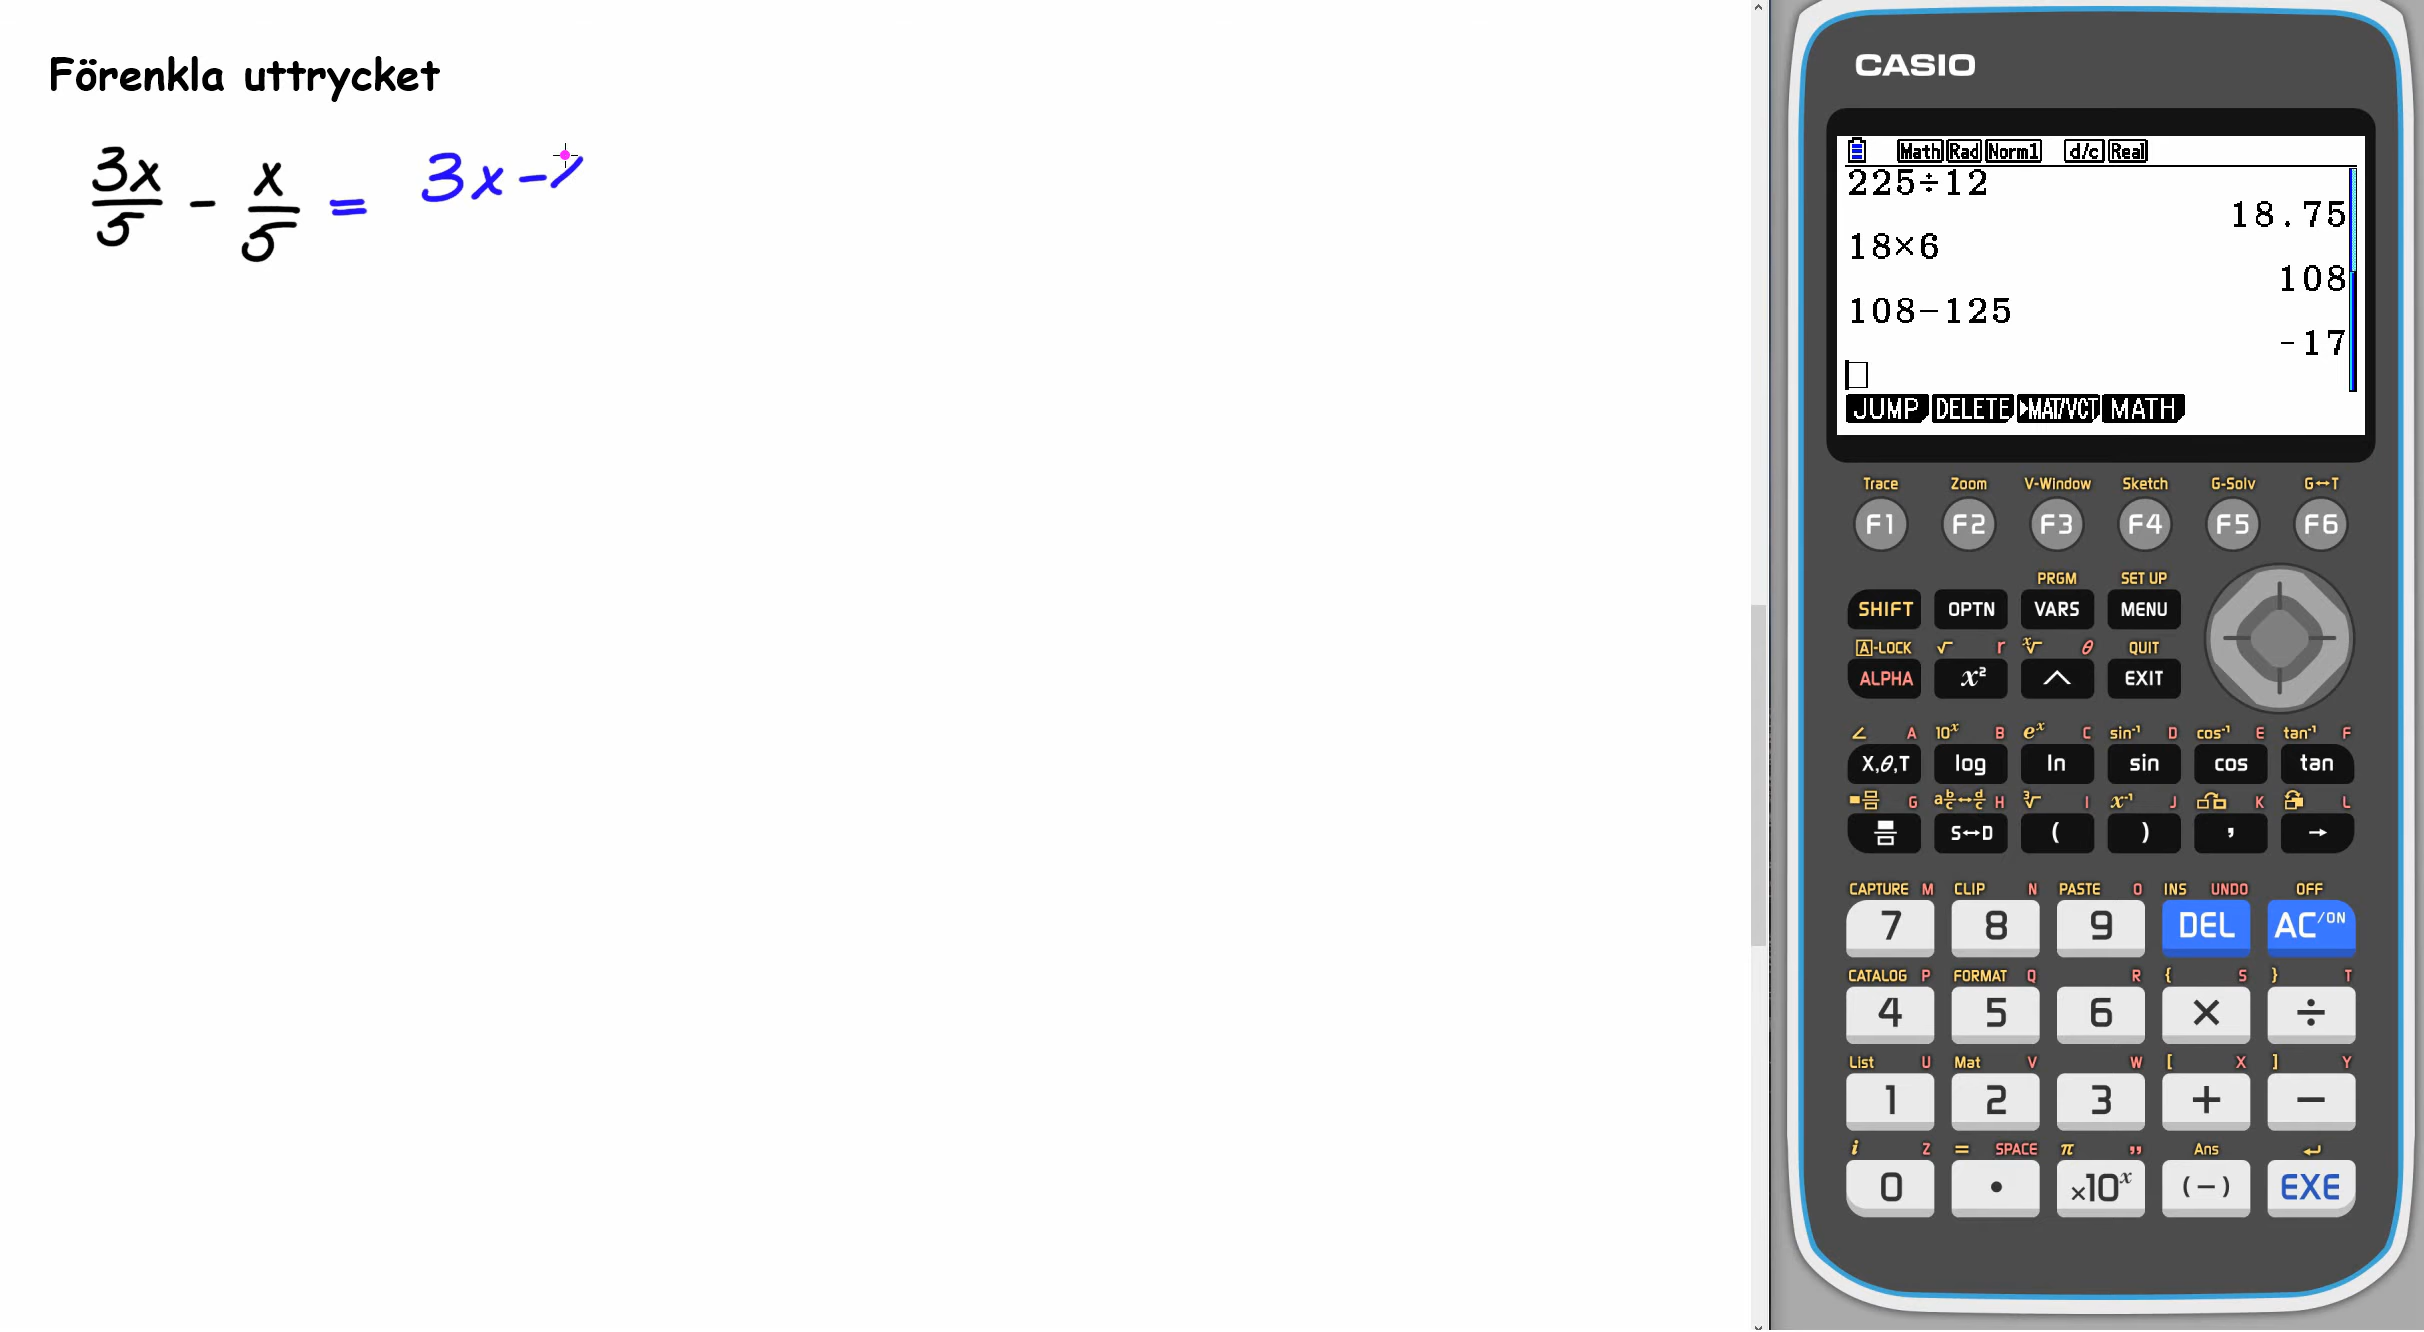 Förenkla uttrycket
3x/5 - x/5 = 3x -
CASIO
Math Rad Norm1 d/c Real
225÷12
18.75
18×6
108
108-125
-17
JUMP DELETE ▶MAT/VCT MATH
Trace Zoom V-Window Sketch G-Solv G↔T
F1 F2 F3 F4 F5 F6
PRGM SET UP
SHIFT OPTN VARS MENU
A-LOCK √ r ˣ√ θ QUIT
ALPHA x² ^ EXIT
∠ A 10ˣ B eˣ C sin⁻¹ D cos⁻¹ E tan⁻¹ F
X,θ,T log ln sin cos tan
G a b/c↔d/c H ³√ I x⁻¹ J K L
S↔D ( ) , →
CAPTURE M CLIP N PASTE O INS UNDO OFF
7 8 9 DEL AC/ON
CATALOG P FORMAT Q R { S } T
4 5 6 × ÷
List U Mat V W [ X ] Y
1 2 3 + −
i Z = SPACE π " Ans ↵
0 • ×10ˣ (−) EXE